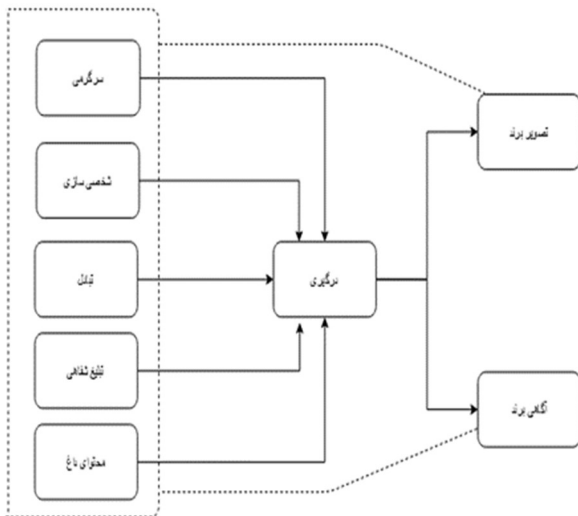 سرگرمی
شخصی سازی
تبادل
تبلیغ شفاهی
محتوای داغ
درگیری
تصویر برند
آگاهی برند